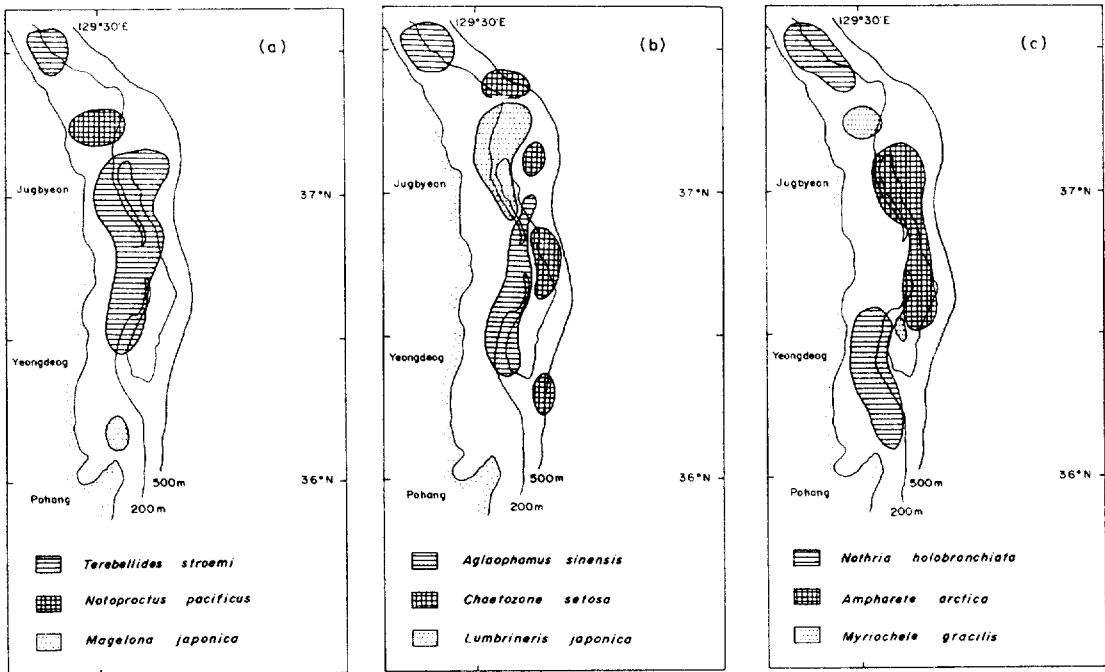 129°30'E
(a)
Jugbyeon
37°N
Yeongdeog
36°N
500m
Pohang
200m
Terebellides stroemi
Notoproctus pacificus
Magelona japonica
129°30'E
(b)
Jugbyeon
37°N
Yeongdeog
36°N
500m
Pohang
200m
Aglaophamus sinensis
Chaetozone setosa
Lumbrineris japonica
129°30'E
(c)
Jugbyeon
37°N
Yeongdeog
36°N
500m
Pohang
200m
Nothria holobranchiata
Ampharete arctica
Myriochele gracilis